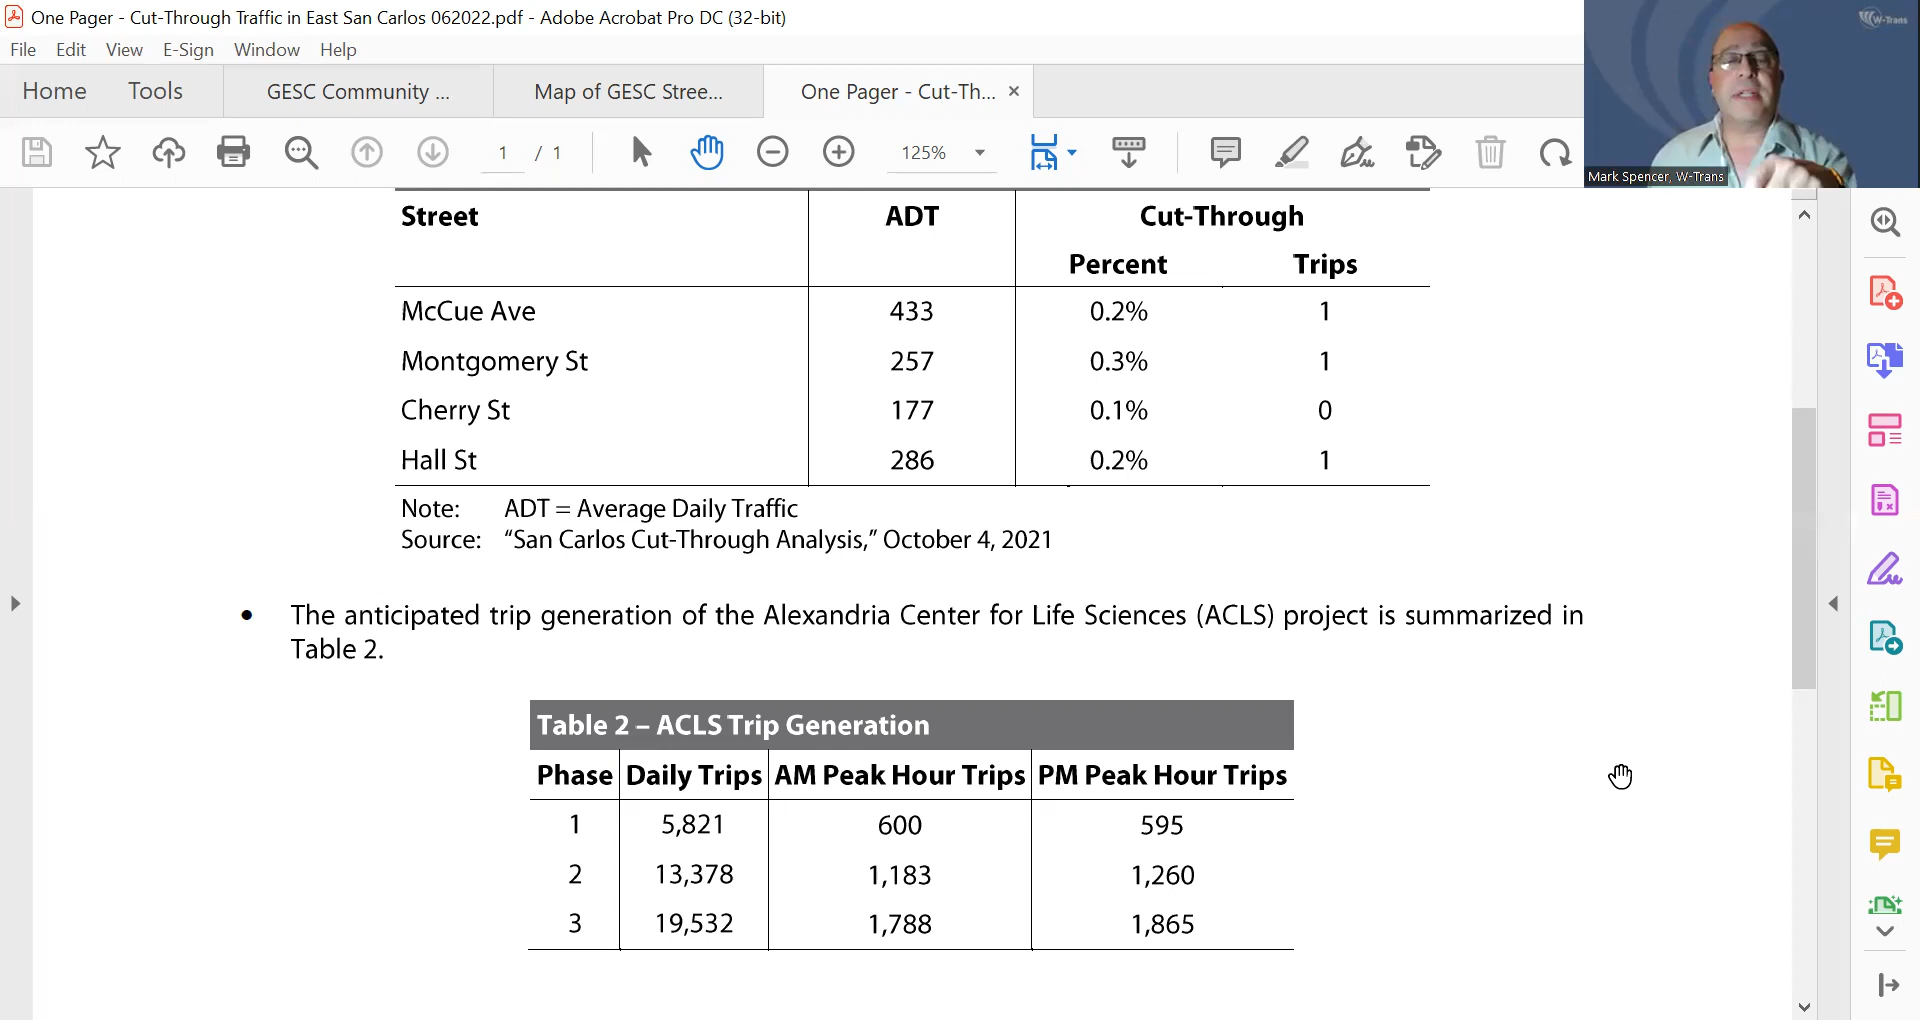 One Pager - Cut-Through Traffic in East San Carlos 062022.pdf - Adobe Acrobat Pro DC (32-bit)
W-Trans
File Edit View E-Sign Window Help
Home Tools GESC Community ... Map of GESC Stree... One Pager - Cut-Th... ×
1 / 1 125%
Mark Spencer, W-Trans
Street ADT Cut-Through
Percent Trips
McCue Ave 433 0.2% 1
Montgomery St 257 0.3% 1
Cherry St 177 0.1% 0
Hall St 286 0.2% 1
Note: ADT = Average Daily Traffic
Source: “San Carlos Cut-Through Analysis,” October 4, 2021
• The anticipated trip generation of the Alexandria Center for Life Sciences (ACLS) project is summarized in
Table 2.
Table 2 – ACLS Trip Generation
Phase Daily Trips AM Peak Hour Trips PM Peak Hour Trips
1 5,821 600 595
2 13,378 1,183 1,260
3 19,532 1,788 1,865